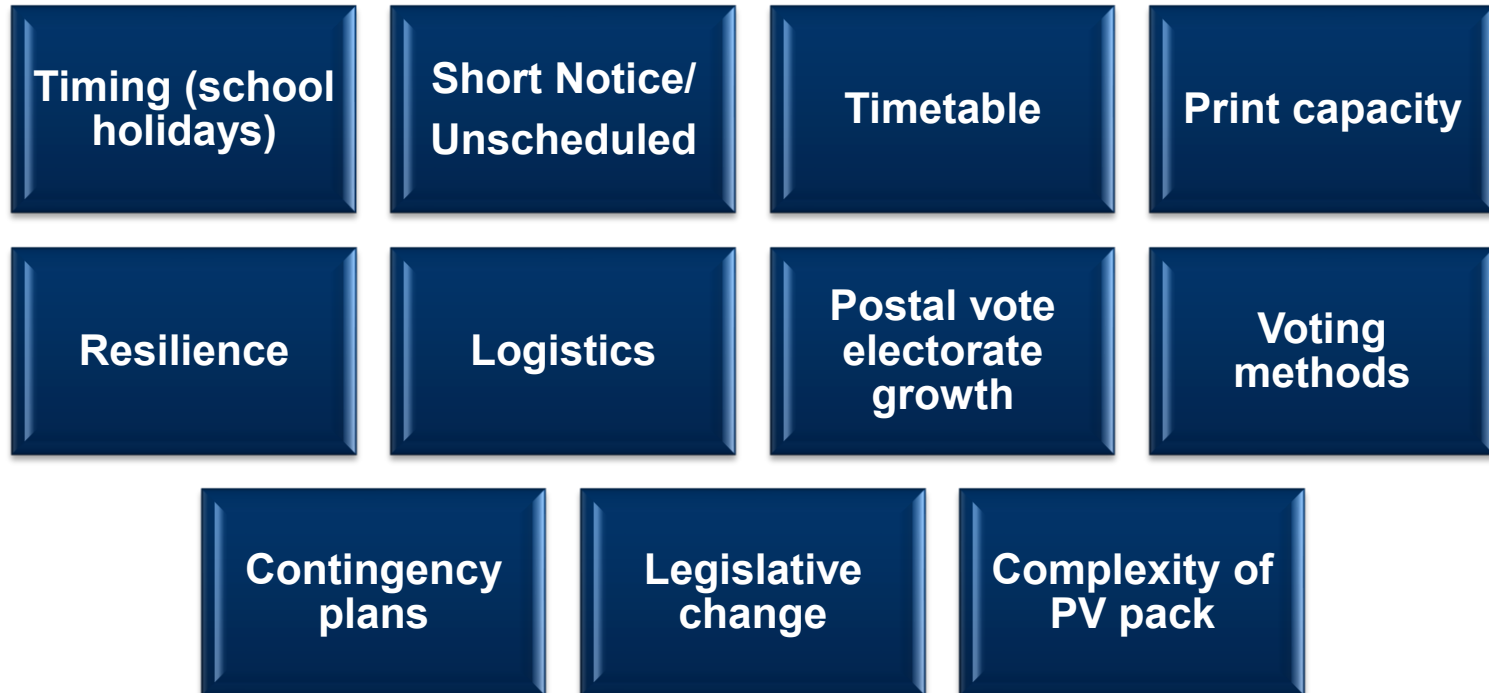 Timing (school
holidays)
Short Notice/
Unscheduled
Timetable
Print capacity
Resilience
Logistics
Postal vote
electorate
growth
Voting
methods
Contingency
plans
Legislative
change
Complexity of
PV pack